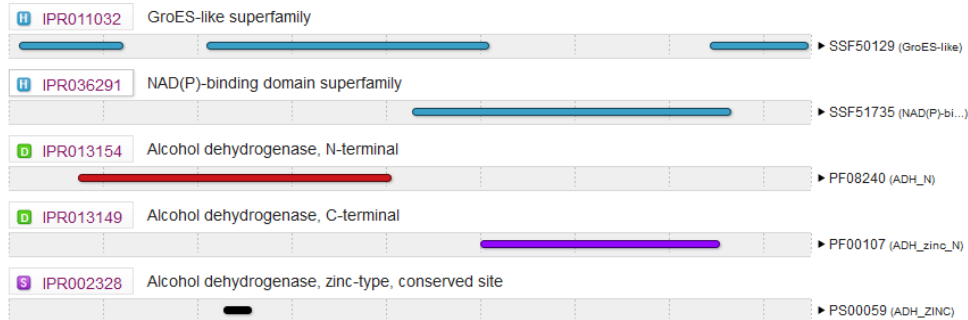 H IPR011032 GroES-like superfamily
SSF50129 (GroES-like)
H IPR036291 NAD(P)-binding domain superfamily
SSF51735 (NAD(P)-bi...)
D IPR013154 Alcohol dehydrogenase, N-terminal
PF08240 (ADH_N)
D IPR013149 Alcohol dehydrogenase, C-terminal
PF00107 (ADH_zinc_N)
S IPR002328 Alcohol dehydrogenase, zinc-type, conserved site
PS00059 (ADH_ZINC)